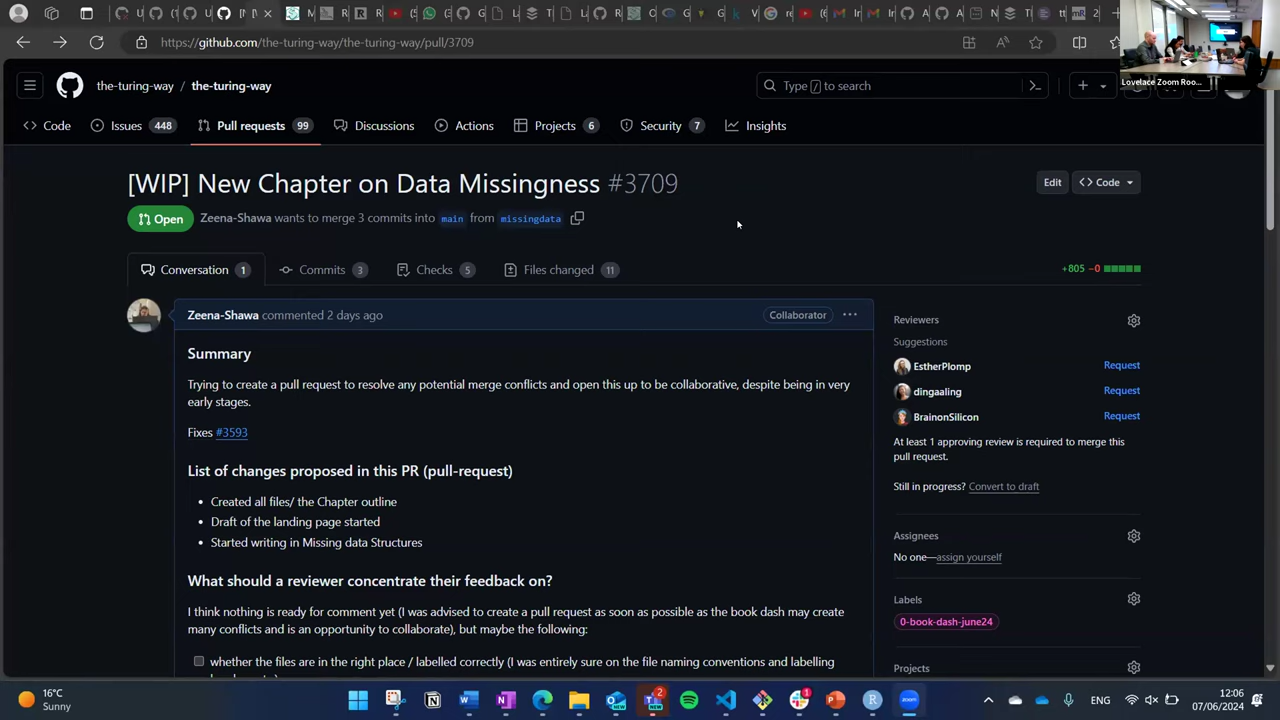 https://github.com/the-turing-way/the-turing-way/pull/3709
Lovelace Zoom Roo...
the-turing-way / the-turing-way
Type / to search
Code
Issues 448
Pull requests 99
Discussions
Actions
Projects 6
Security 7
Insights
[WIP] New Chapter on Data Missingness #3709
Edit
<> Code
Open
Zeena-Shawa wants to merge 3 commits into main from missingdata
Conversation 1
Commits 3
Checks 5
Files changed 11
+805 −0
Zeena-Shawa commented 2 days ago
Collaborator
Summary
Trying to create a pull request to resolve any potential merge conflicts and open this up to be collaborative, despite being in very
early stages.
Fixes #3593
List of changes proposed in this PR (pull-request)
• Created all files/ the Chapter outline
• Draft of the landing page started
• Started writing in Missing data Structures
What should a reviewer concentrate their feedback on?
I think nothing is ready for comment yet (I was advised to create a pull request as soon as possible as the book dash may create
many conflicts and is an opportunity to collaborate), but maybe the following:
whether the files are in the right place / labelled correctly (I was entirely sure on the file naming conventions and labelling
Reviewers
Suggestions
EstherPlomp Request
dingaaling Request
BrainonSilicon Request
At least 1 approving review is required to merge this
pull request.
Still in progress? Convert to draft
Assignees
No one—assign yourself
Labels
0-book-dash-june24
Projects
16°C
Sunny
ENG
12:06
07/06/2024